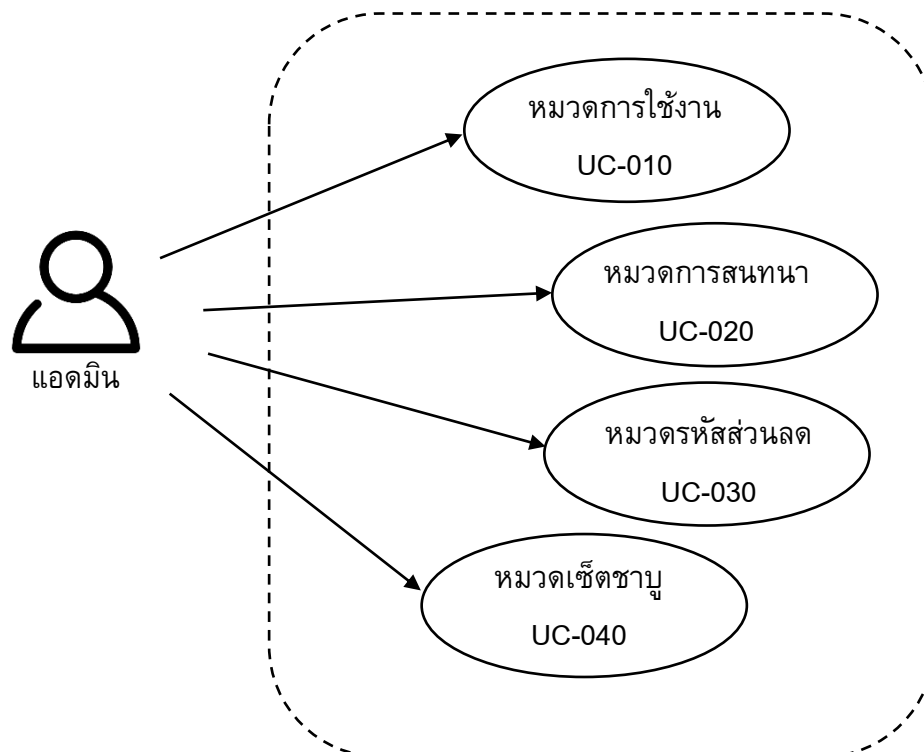 หมวดการใช้งาน
UC-010
หมวดการสนทนา
UC-020
แอดมิน
หมวดรหัสส่วนลด
UC-030
หมวดเซ็ตชาบู
UC-040